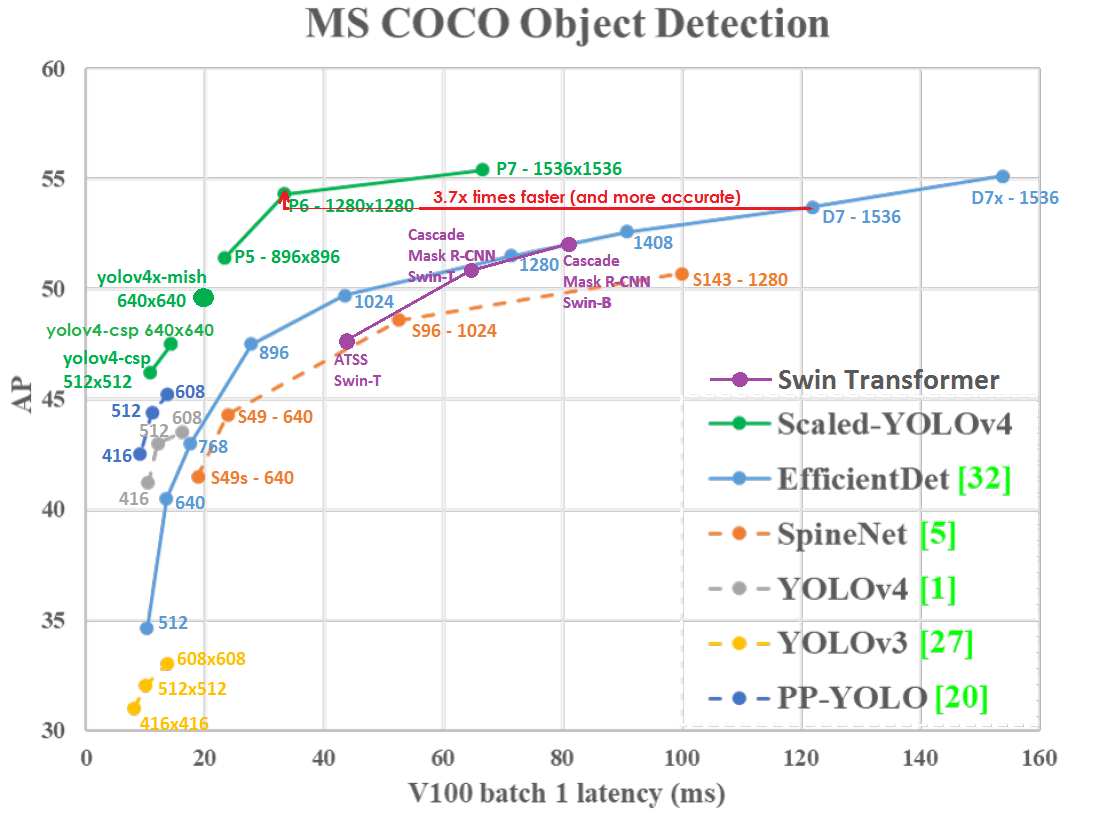 MS COCO Object Detection
60
55
50
45
40
35
30
AP
0
20
40
60
80
100
120
140
160
V100 batch 1 latency (ms)
P7 - 1536x1536
3.7x times faster (and more accurate)
P6 - 1280x1280
D7 - 1536
D7x - 1536
P5 - 896x896
Cascade
Mask R-CNN
Swin-T
1408
1280
Cascade
Mask R-CNN
Swin-B
S143 - 1280
yolov4x-mish
640x640
1024
yolov4-csp 640x640
S96 - 1024
yolov4-csp
512x512
896
ATSS
Swin-T
608
512
416
608
512
416
768
S49 - 640
S49s - 640
640
512
608x608
512x512
416x416
Swin Transformer
Scaled-YOLOv4
EfficientDet [32]
SpineNet [5]
YOLOv4 [1]
YOLOv3 [27]
PP-YOLO [20]